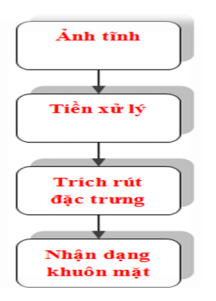 Ảnh tĩnh
Tiền xử lý
Trích rút
đặc trưng
Nhận dạng
khuôn mặt